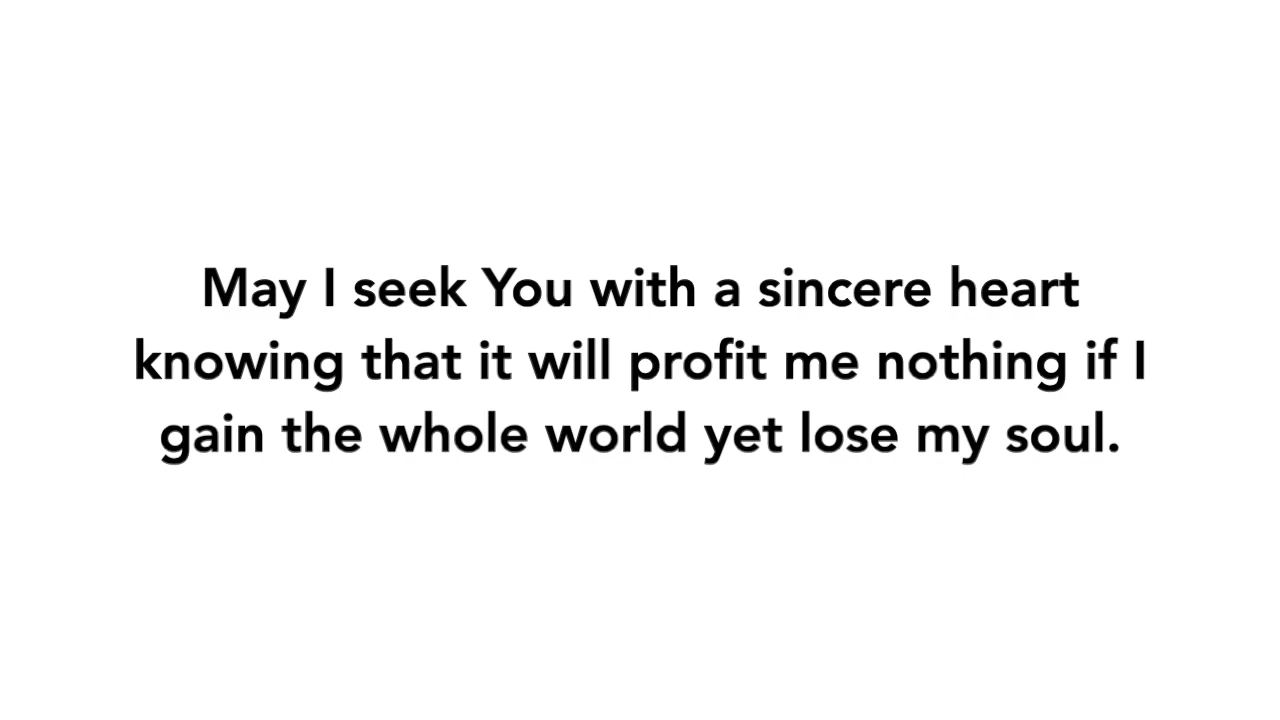 May I seek You with a sincere heart
knowing that it will profit me nothing if I
gain the whole world yet lose my soul.